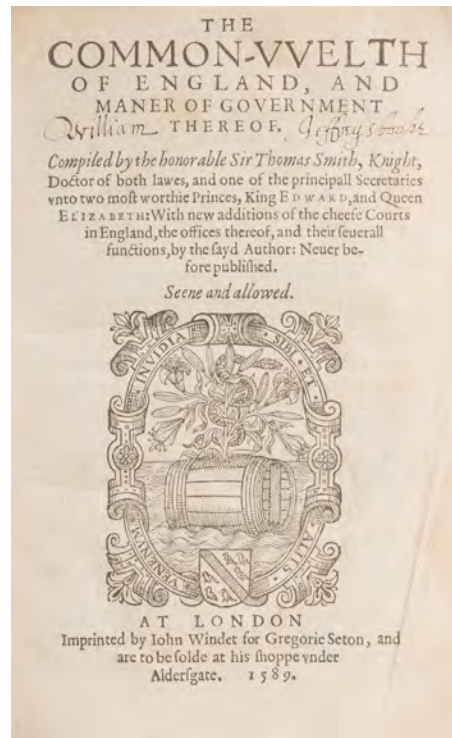 THE
COMMON-VVELTH
OF ENGLAND, AND
MANER OF GOVERNMENT
William THEREOF. Jeffrys booke
Compiled by the honorable Sir Thomas Smith, Knight,
Doctor of both lawes, and one of the principall Secretaries
vnto two most worthie Princes, King EDWARD, and Queen
ELIZABETH: With new additions of the cheefe Courts
in England, the offices thereof, and their ſeuerall
functions, by the ſayd Author: Neuer be-
fore publiſhed.
Seene and allowed.
INVIDIA · SIBI · ET ·
ALIIS · VENENVM
AT LONDON
Imprinted by Iohn Windet for Gregorie Seton, and
are to be ſolde at his ſhoppe vnder
Alderſgate. 1589.